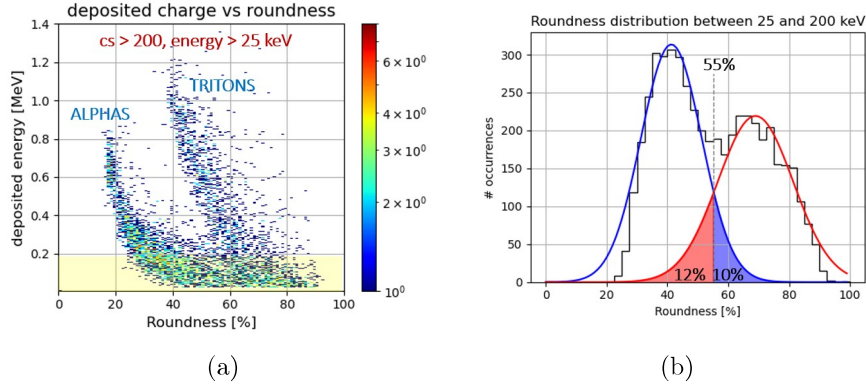 deposited charge vs roundness
cs > 200, energy > 25 keV
TRITONS
ALPHAS
deposited energy [MeV]
1.4
1.2
1.0
0.8
0.6
0.4
0.2
0
20
40
60
80
100
Roundness [%]
6 × 10⁰
4 × 10⁰
3 × 10⁰
2 × 10⁰
10⁰
(a)
Roundness distribution between 25 and 200 keV
55%
# occurrences
300
250
200
150
100
50
0
12% 10%
0
20
40
60
80
100
Roundness [%]
(b)